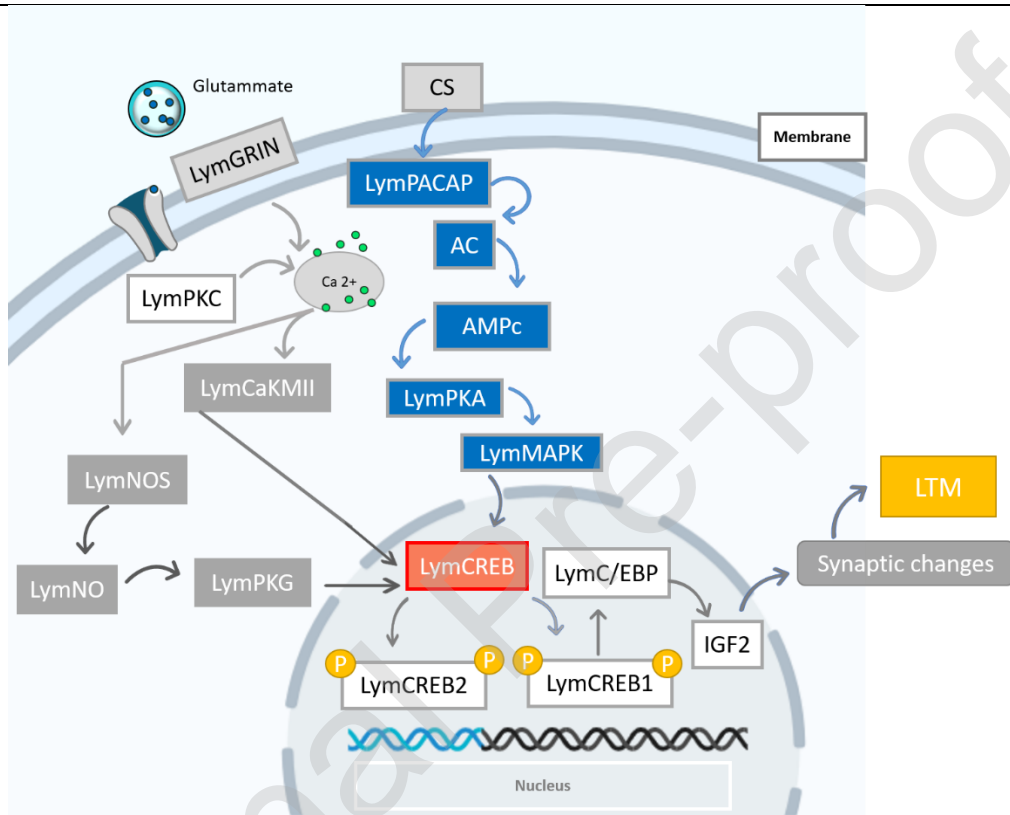 Glutammate
CS
Membrane
LymGRIN
LymPACAP
AC
Ca 2+
LymPKC
AMPc
LymCaKMII
LymPKA
LymMAPK
LymNOS
LTM
LymCREB
LymC/EBP
Synaptic changes
LymNO
LymPKG
IGF2
P
P
P
P
LymCREB2
LymCREB1
Nucleus
nal Pre-proof